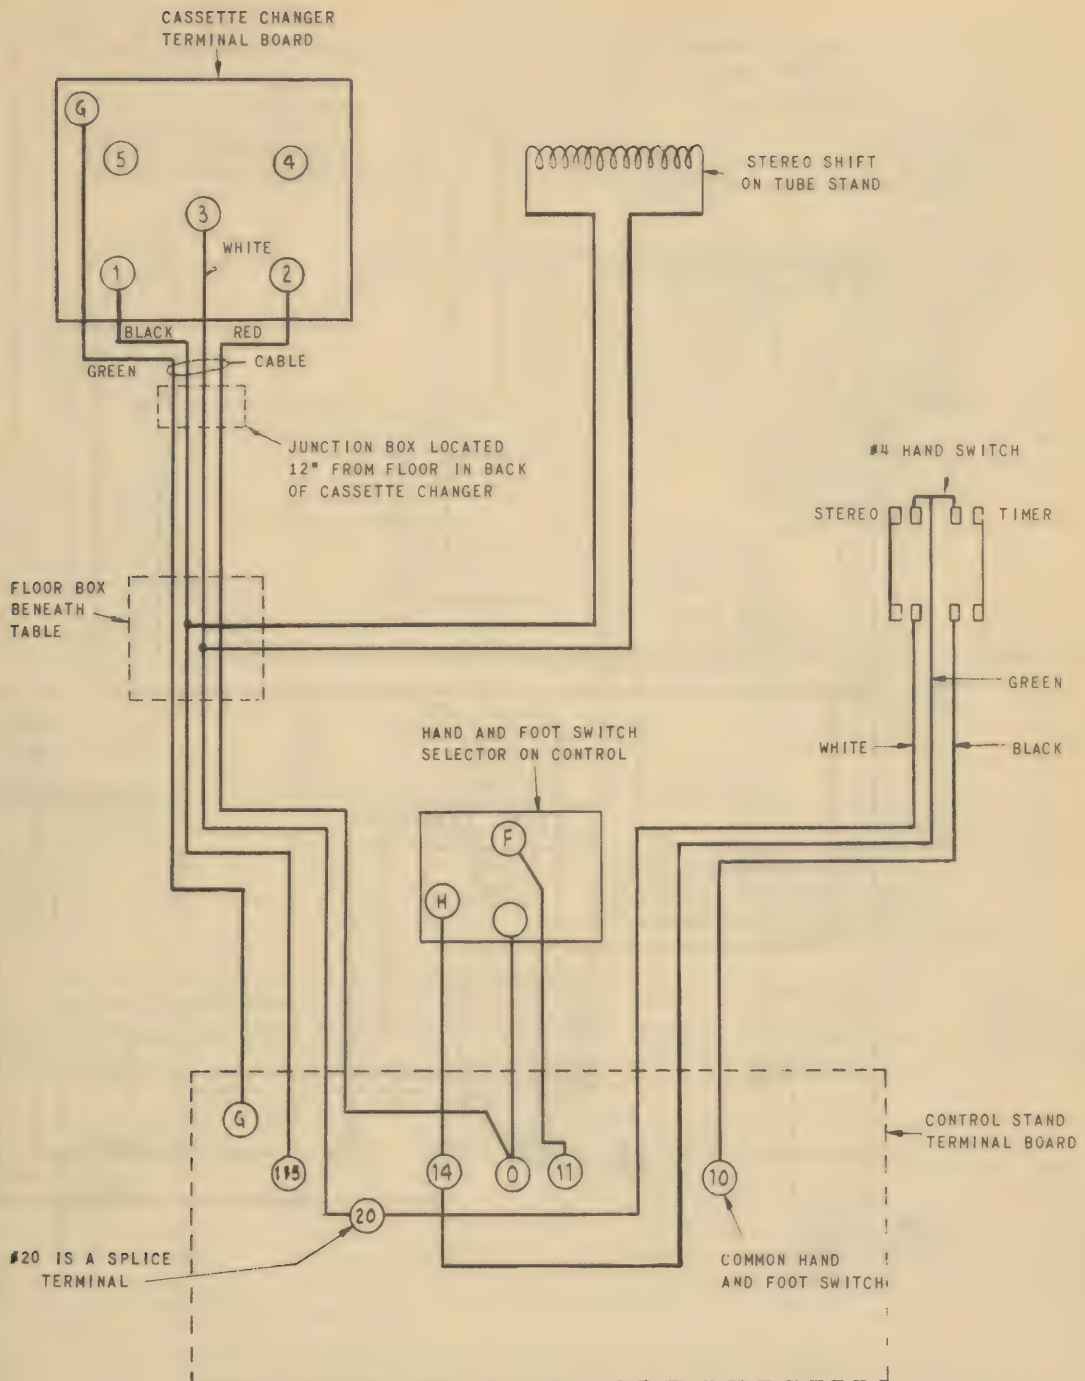 CASSETTE CHANGER
TERMINAL BOARD
G
5
4
3
WHITE
1
2
BLACK
RED
GREEN
CABLE
STEREO SHIFT
ON TUBE STAND
JUNCTION BOX LOCATED
12" FROM FLOOR IN BACK
OF CASSETTE CHANGER
#4 HAND SWITCH
STEREO
TIMER
FLOOR BOX
BENEATH
TABLE
GREEN
WHITE
BLACK
HAND AND FOOT SWITCH
SELECTOR ON CONTROL
F
H
G
115
14
0
11
10
20
CONTROL STAND
TERMINAL BOARD
#20 IS A SPLICE
TERMINAL
COMMON HAND
AND FOOT SWITCH